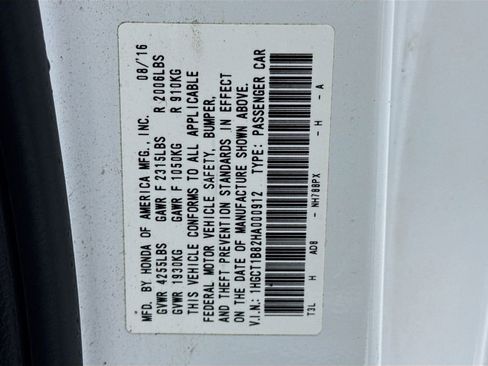 MFD. BY HONDA OF AMERICA MFG., INC. 08/'16
GVWR 4255LBS GAWR F 2315LBS R 2006LBS
GVWR 1930KG GAWR F 1050KG R 910KG
THIS VEHICLE CONFORMS TO ALL APPLICABLE
FEDERAL MOTOR VEHICLE SAFETY, BUMPER,
AND THEFT PREVENTION STANDARDS IN EFFECT
ON THE DATE OF MANUFACTURE SHOWN ABOVE.
V.I.N.: 1HGCT1B82HA000912 TYPE: PASSENGER CAR
T3L H AD8 - NH788PX - H - A